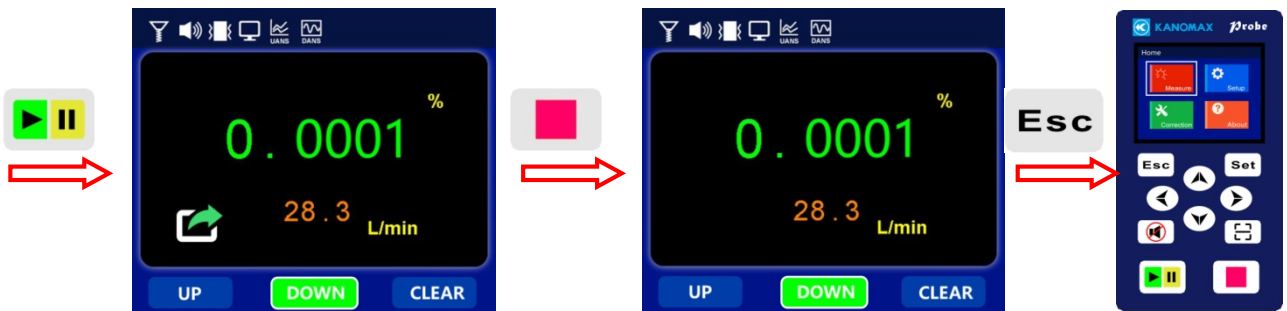 UANS DANS
%
0.0001
28.3
L/min
UP DOWN CLEAR
UANS DANS
%
0.0001
28.3
L/min
UP DOWN CLEAR
Esc
KANOMAX Probe
Home
Measure Setup
Correction About
Esc Set